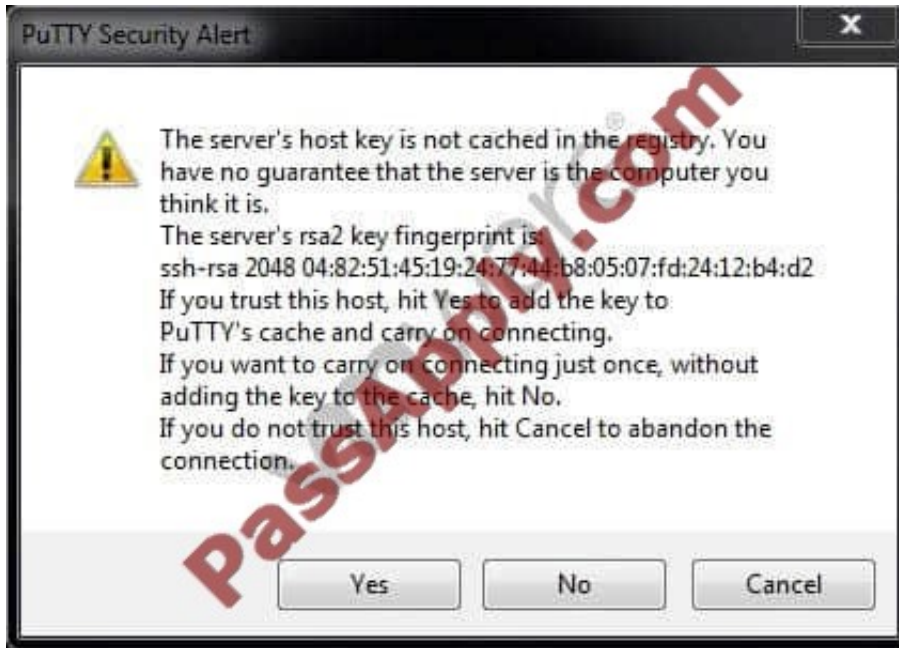 PuTTY Security Alert
The server's host key is not cached in the registry. You
have no guarantee that the server is the computer you
think it is.
The server's rsa2 key fingerprint is:
ssh-rsa 2048 04:82:51:45:19:24:77:44:b8:05:07:fd:24:12:b4:d2
If you trust this host, hit Yes to add the key to
PuTTY's cache and carry on connecting.
If you want to carry on connecting just once, without
adding the key to the cache, hit No.
If you do not trust this host, hit Cancel to abandon the
connection.
PassApply.com
Yes No Cancel